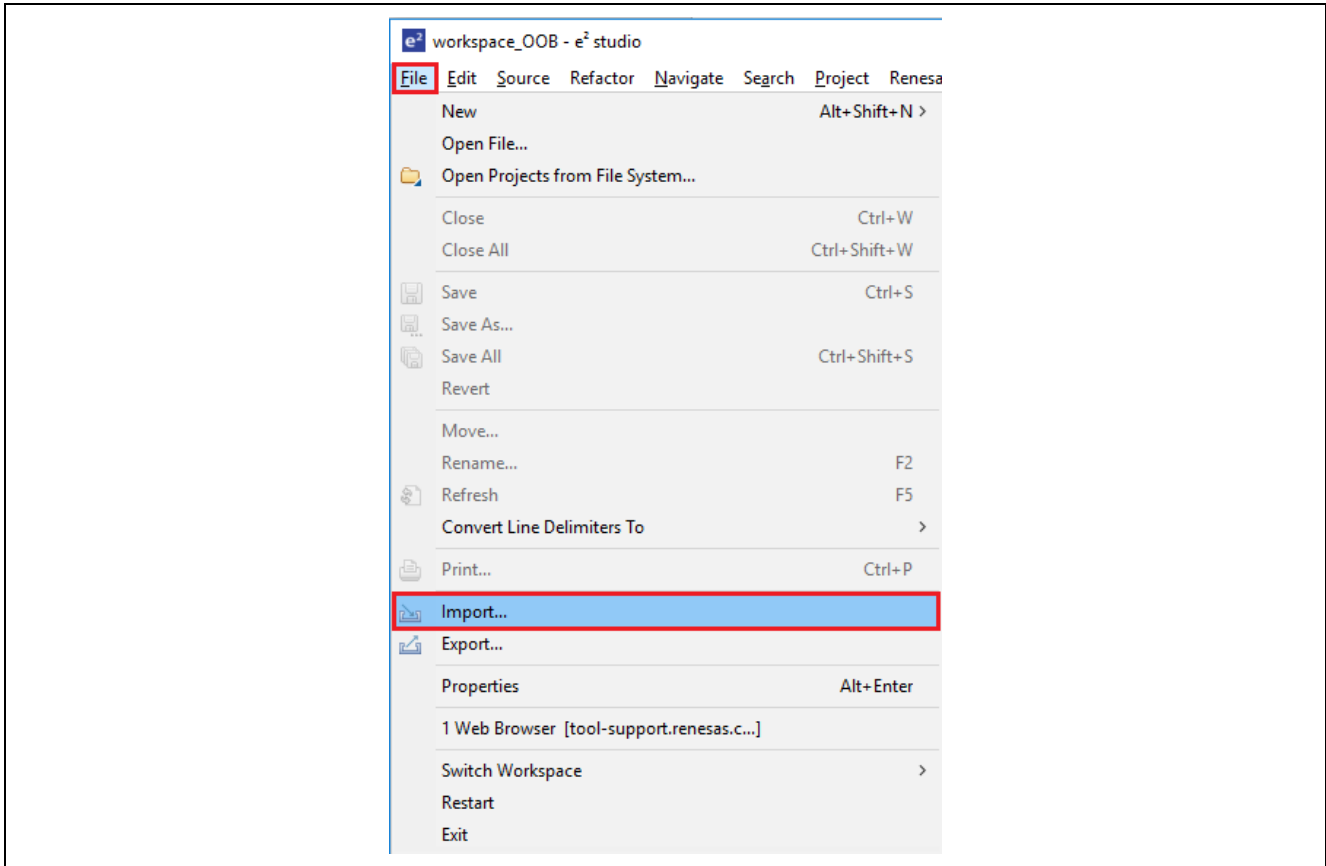 e² workspace_OOB - e² studio
File Edit Source Refactor Navigate Search Project Renesa
New Alt+Shift+N >
Open File...
Open Projects from File System...
Close Ctrl+W
Close All Ctrl+Shift+W
Save Ctrl+S
Save As...
Save All Ctrl+Shift+S
Revert
Move...
Rename... F2
Refresh F5
Convert Line Delimiters To >
Print... Ctrl+P
Import...
Export...
Properties Alt+Enter
1 Web Browser [tool-support.renesas.c...]
Switch Workspace >
Restart
Exit